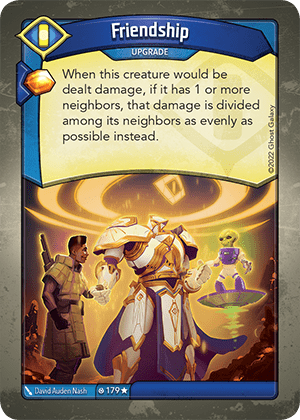 Friendship
UPGRADE
When this creature would be
dealt damage, if it has 1 or more
neighbors, that damage is divided
among its neighbors as evenly as
possible instead.
©2022 Ghost Galaxy
David Auden Nash
179★